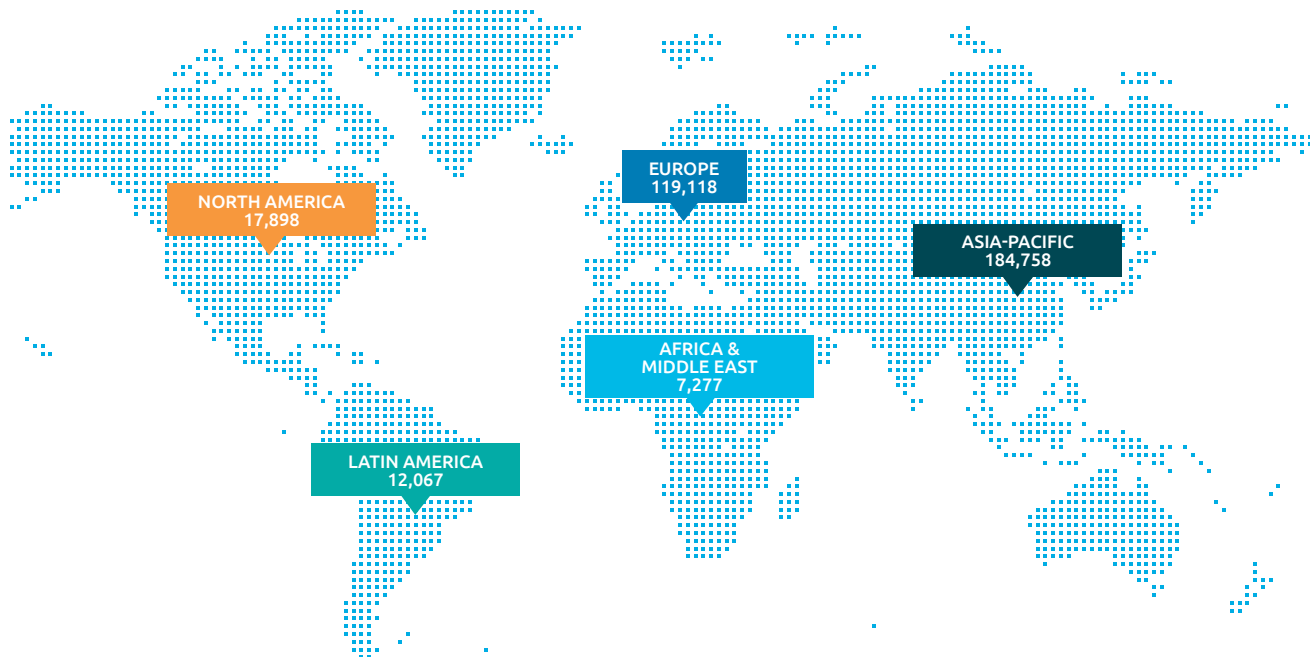 EUROPE
119,118
NORTH AMERICA
17,898
ASIA-PACIFIC
184,758
AFRICA &
MIDDLE EAST
7,277
LATIN AMERICA
12,067